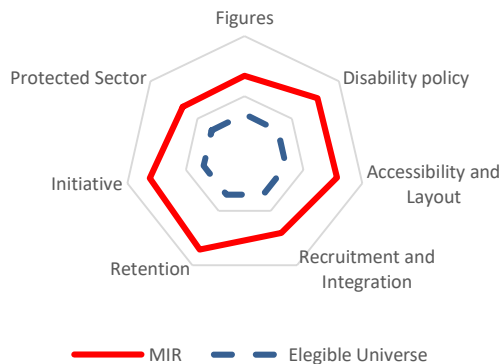 Figures
Protected Sector
Disability policy
Initiative
Accessibility and
Layout
Retention
Recruitment and
Integration
MIR
Elegible Universe